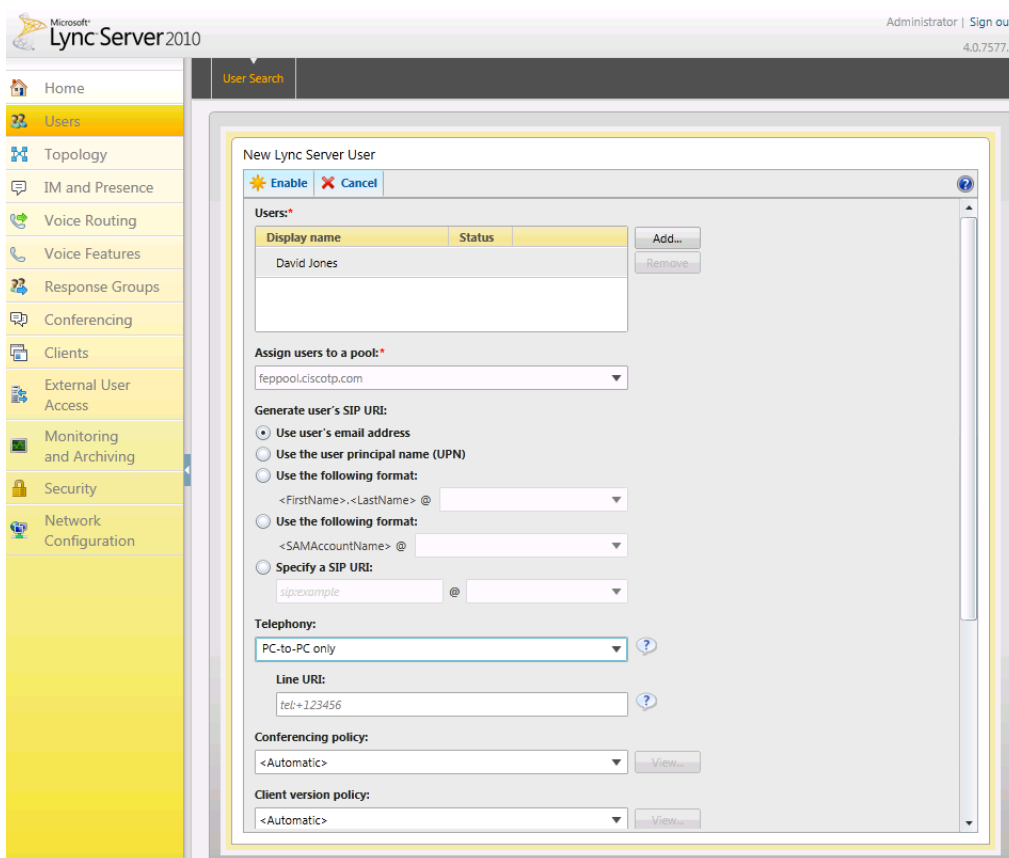 Microsoft®
Lync Server 2010
Administrator | Sign ou
4.0.7577.
Home
Users
Topology
IM and Presence
Voice Routing
Voice Features
Response Groups
Conferencing
Clients
External User
Access
Monitoring
and Archiving
Security
Network
Configuration
User Search
New Lync Server User
Enable
Cancel
Users:*
Display name
Status
Add...
David Jones
Remove
Assign users to a pool:*
feppool.ciscotp.com
Generate user's SIP URI:
Use user's email address
Use the user principal name (UPN)
Use the following format:
<FirstName>.<LastName> @
Use the following format:
<SAMAccountName> @
Specify a SIP URI:
sip:example @
Telephony:
PC-to-PC only
Line URI:
tel:+123456
Conferencing policy:
<Automatic>
View...
Client version policy:
<Automatic>
View...